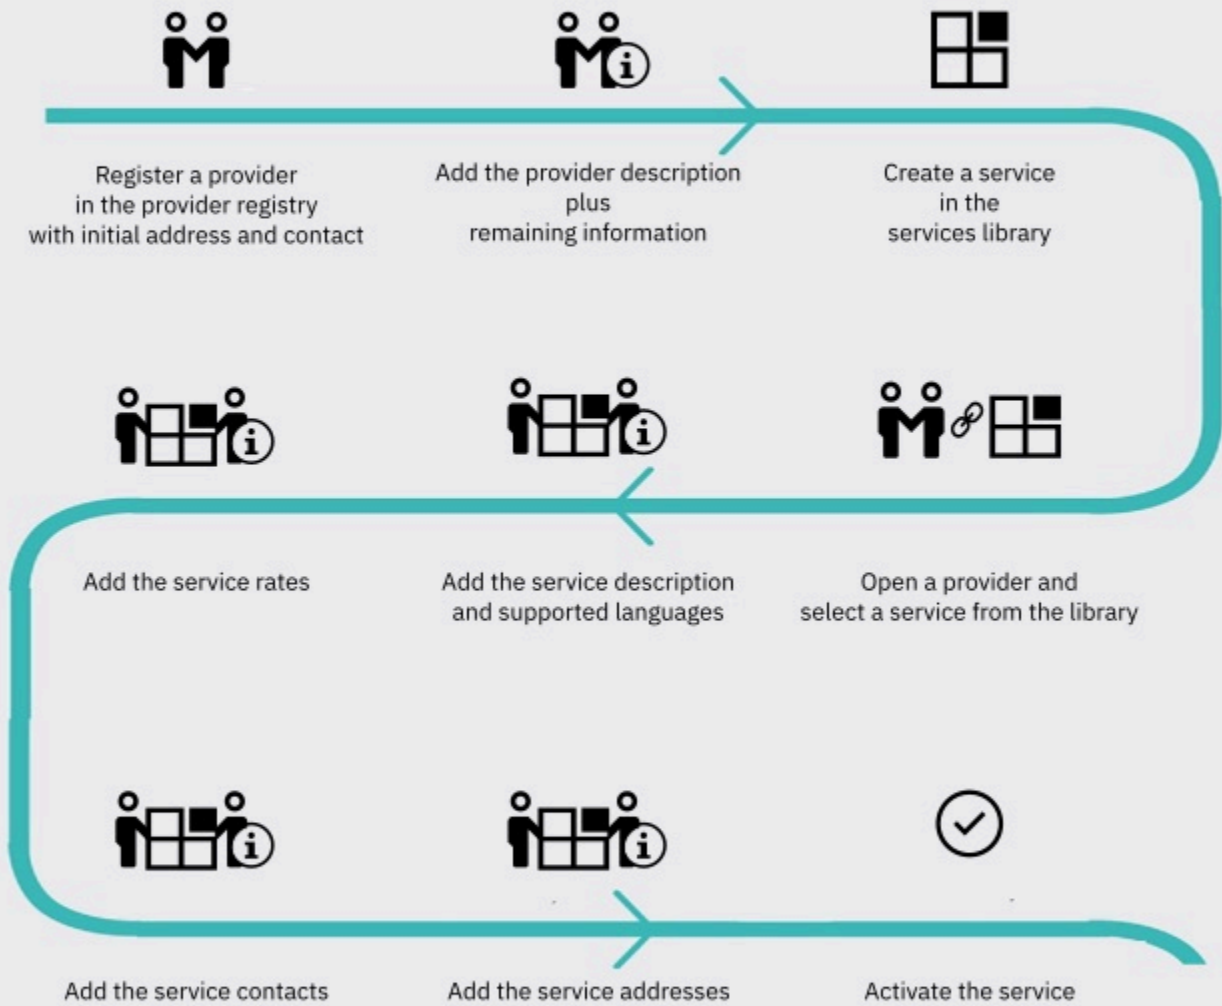 Register a provider
in the provider registry
with initial address and contact
Add the provider description
plus
remaining information
Create a service
in the
services library
Open a provider and
select a service from the library
Add the service description
and supported languages
Add the service rates
Add the service contacts
Add the service addresses
Activate the service